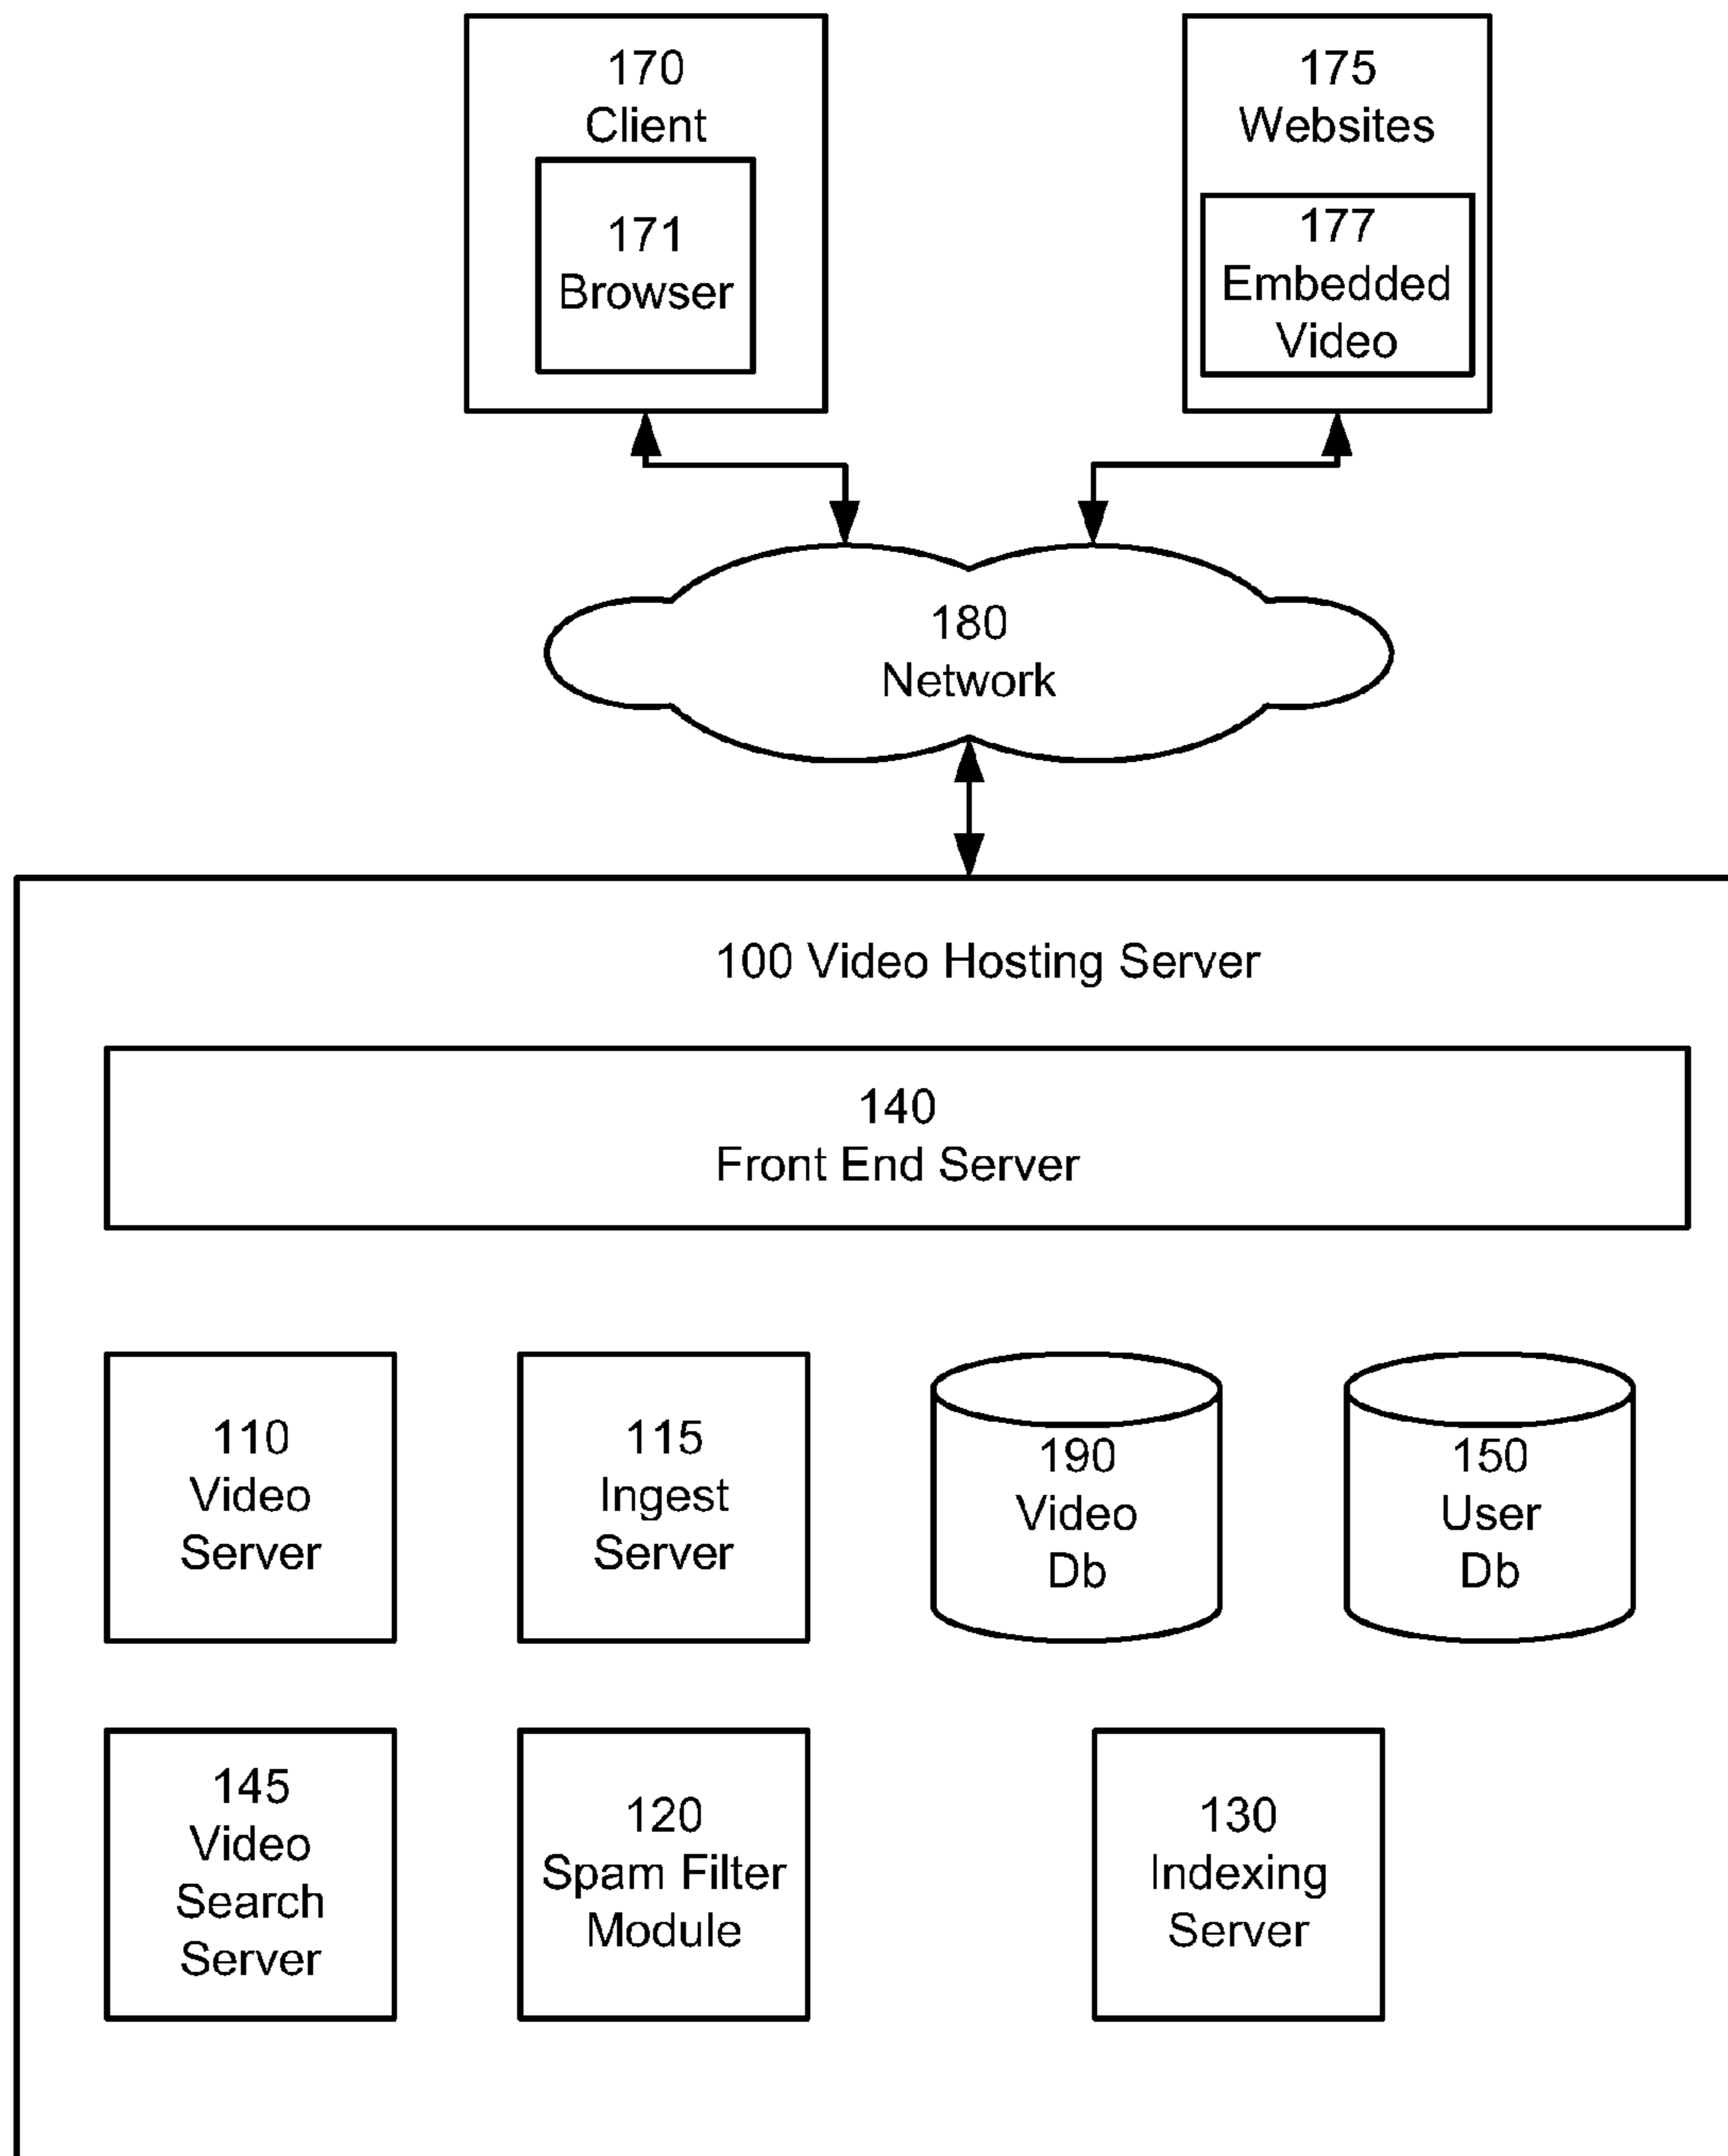 170
Client
171
Browser
175
Websites
177
Embedded
Video
180
Network
100 Video Hosting Server
140
Front End Server
110
Video
Server
115
Ingest
Server
190
Video
Db
150
User
Db
145
Video
Search
Server
120
Spam Filter
Module
130
Indexing
Server